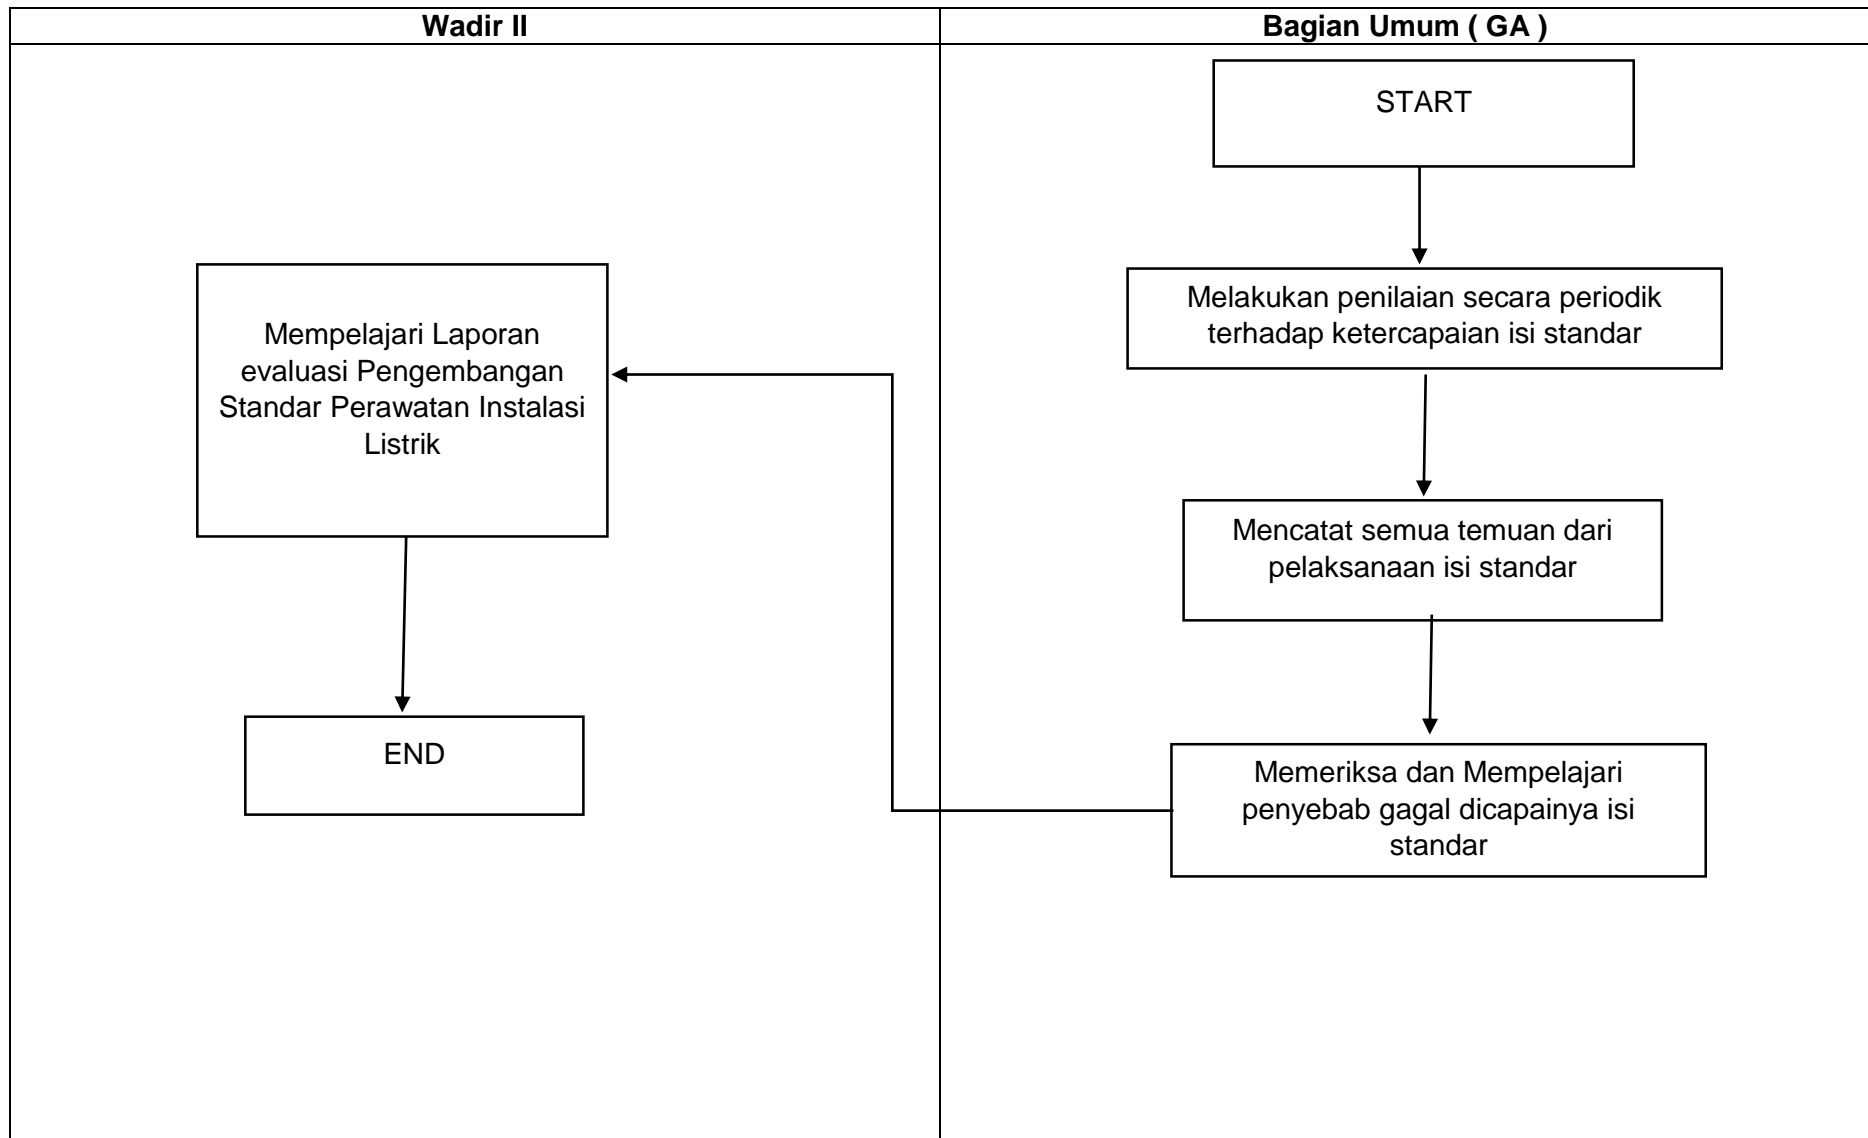 Wadir II
Bagian Umum ( GA )
START
Melakukan penilaian secara periodik
terhadap ketercapaian isi standar
Mencatat semua temuan dari
pelaksanaan isi standar
Memeriksa dan Mempelajari
penyebab gagal dicapainya isi
standar
Mempelajari Laporan
evaluasi Pengembangan
Standar Perawatan Instalasi
Listrik
END